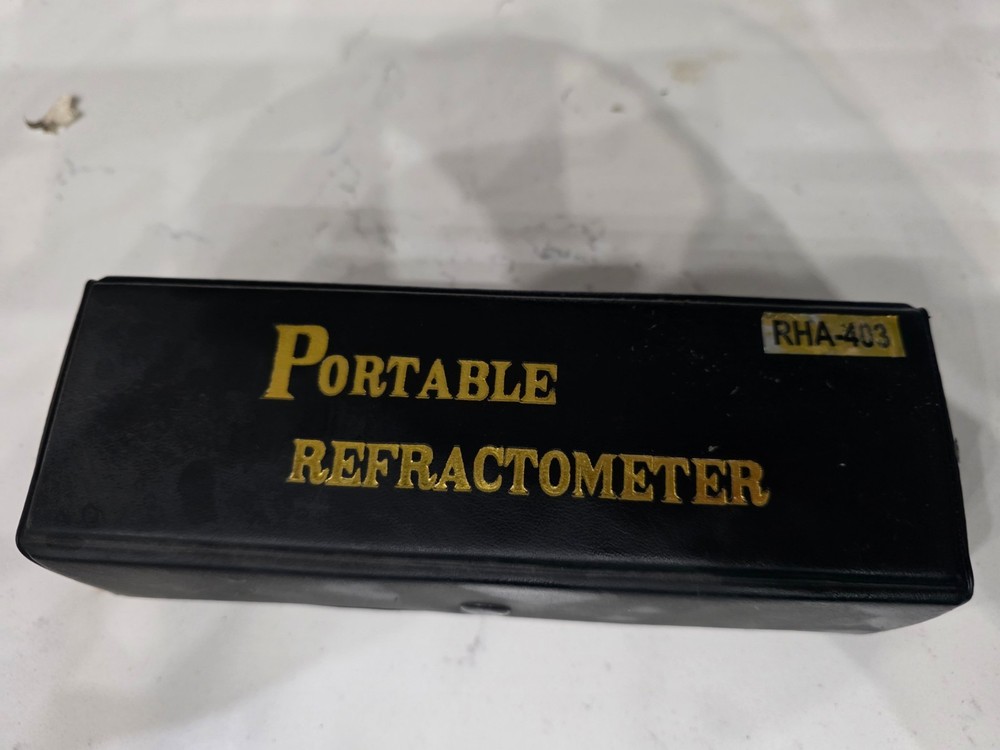 RHA-403
PORTABLE
REFRACTOMETER